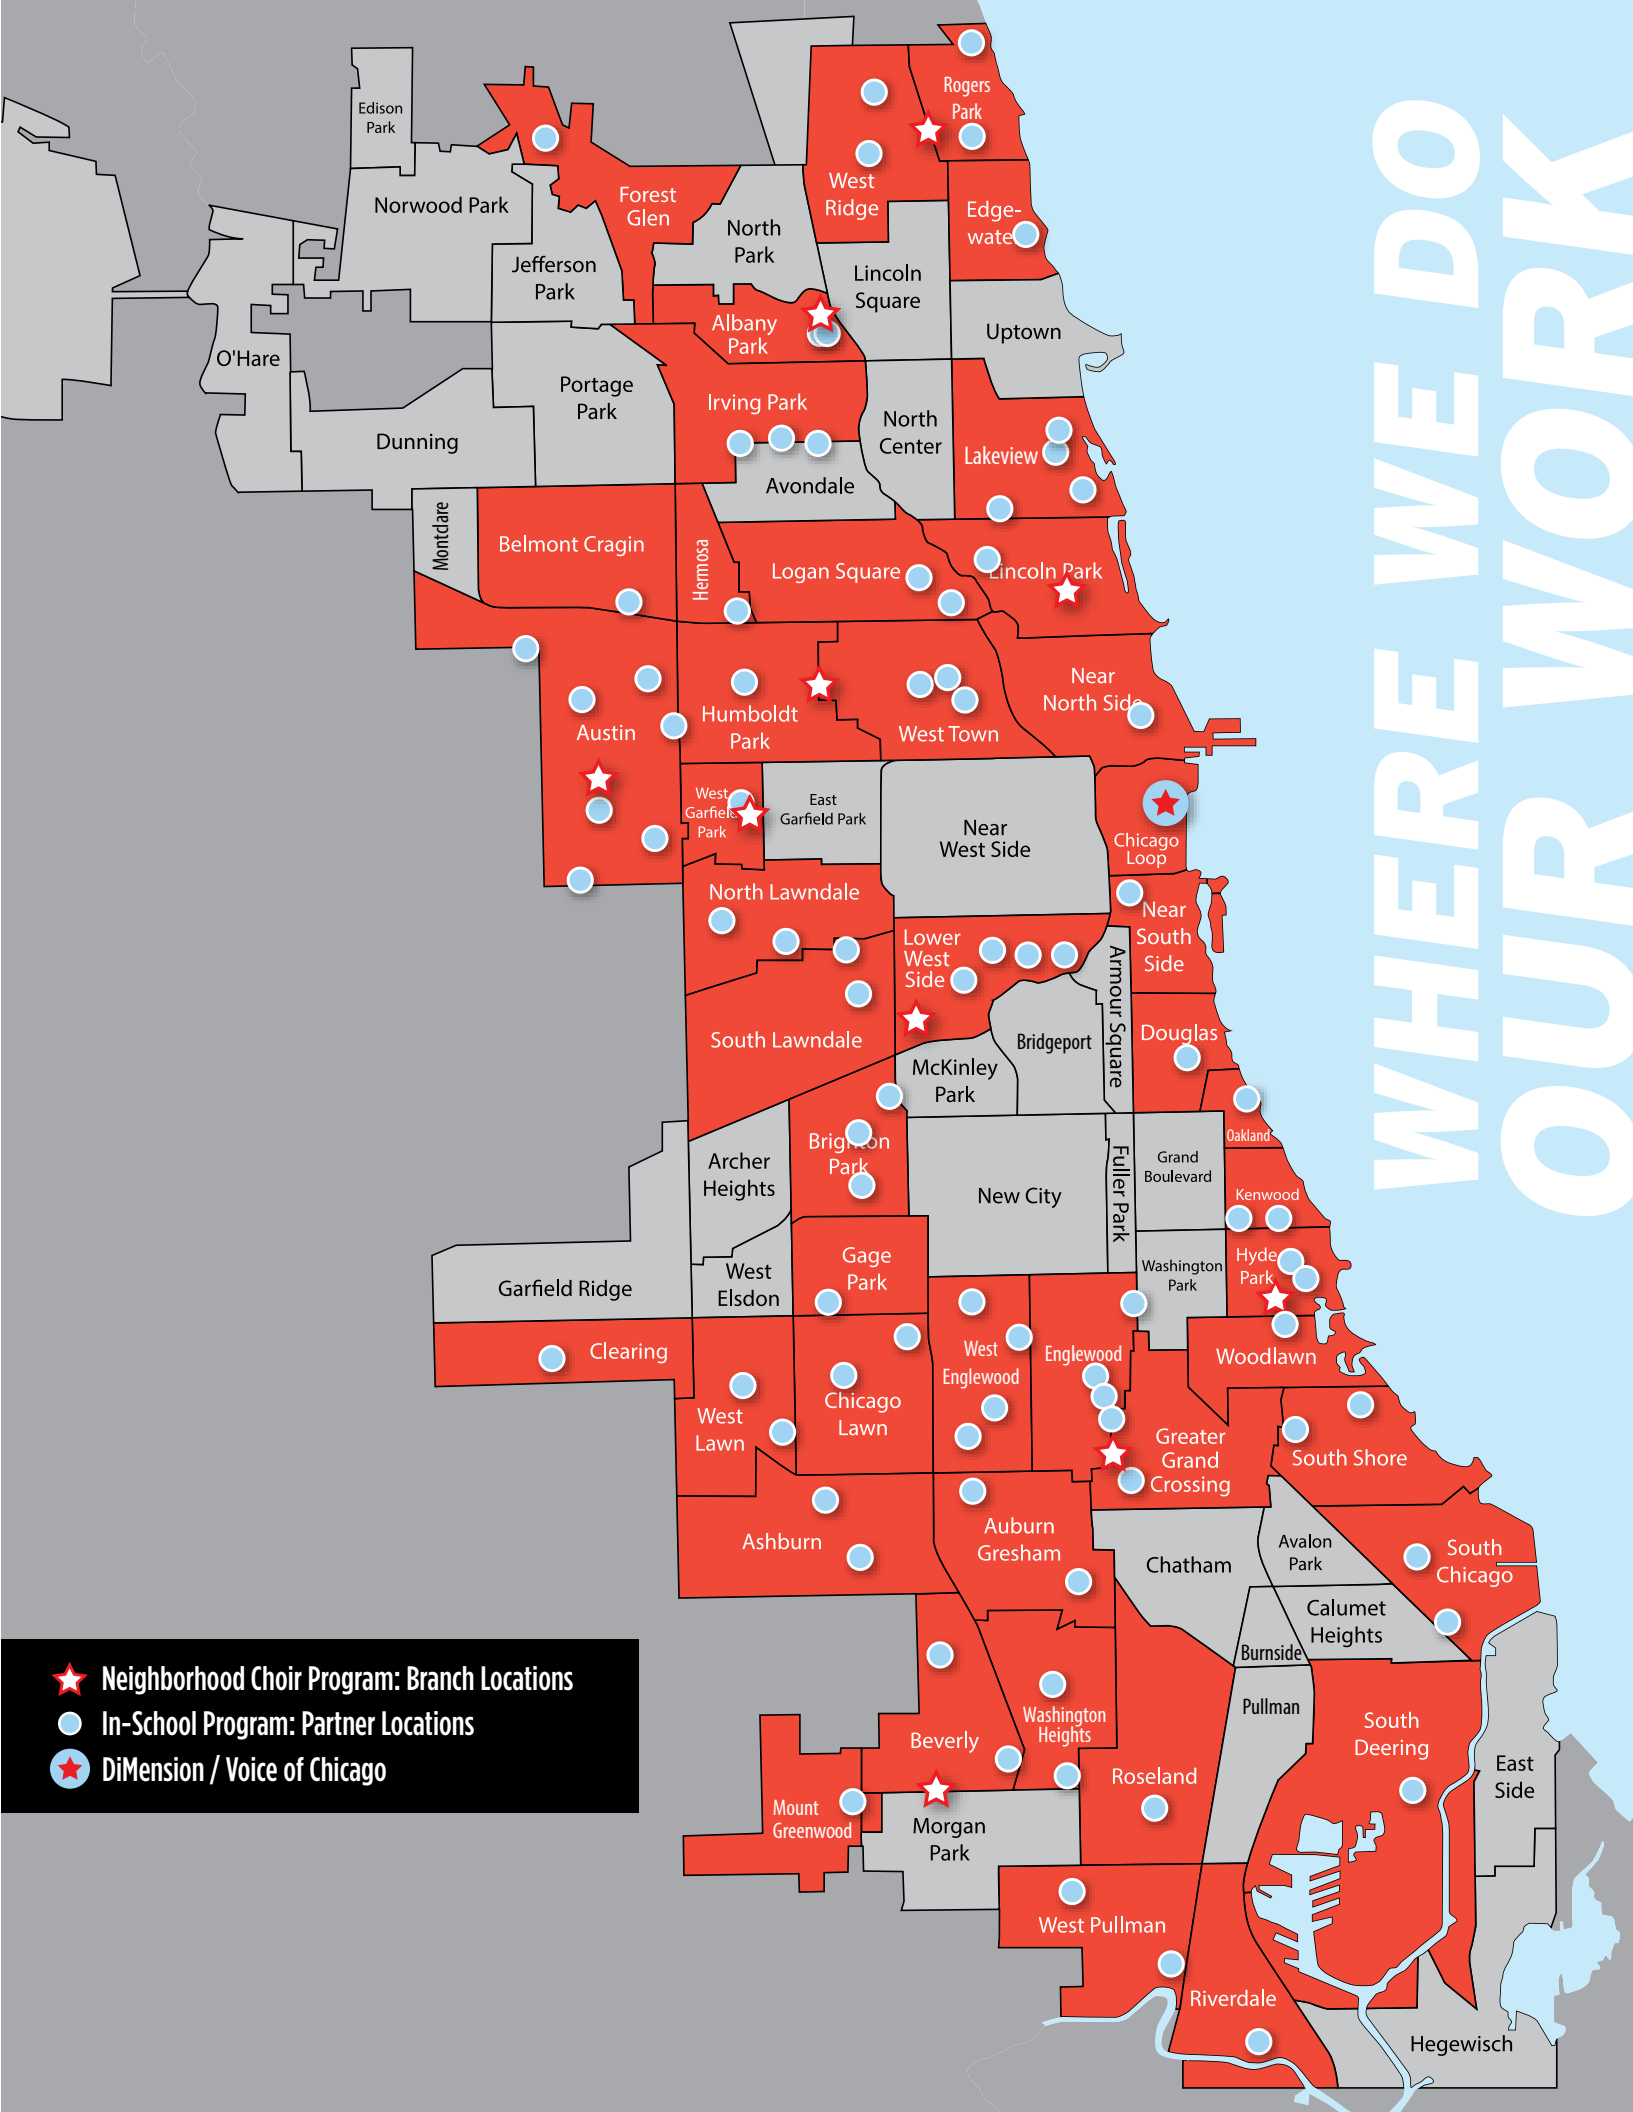 WHERE WE DO
OUR WORK
Edison
Park
Norwood Park
Jefferson
Park
Forest
Glen
North
Park
West
Ridge
Rogers
Park
Edge-
wate
Lincoln
Square
Uptown
Albany
Park
O'Hare
Portage
Park
Irving Park
Dunning
North
Center
Lakeview
Avondale
Montclare
Belmont Cragin
Hermosa
Logan Square
Lincoln Park
Near
North Side
Austin
Humboldt
Park
West Town
West
Garfield
Park
East
Garfield Park
Near
West Side
Chicago
Loop
North Lawndale
Near
South
Side
Lower
West
Side
Armour Square
South Lawndale
Bridgeport
Douglas
McKinley
Park
Oakland
Brighton
Park
Archer
Heights
New City
Fuller Park
Grand
Boulevard
Kenwood
Garfield Ridge
West
Elsdon
Gage
Park
Washington
Park
Hyde
Park
Clearing
West
Englewood
Englewood
Woodlawn
West
Lawn
Chicago
Lawn
Greater
Grand
Crossing
South Shore
Ashburn
Auburn
Gresham
Chatham
Avalon
Park
South
Chicago
Calumet
Heights
Burnside
Pullman
Washington
Heights
Beverly
South
Deering
East
Side
Roseland
Mount
Greenwood
Morgan
Park
West Pullman
Riverdale
Hegewisch
Neighborhood Choir Program: Branch Locations
In-School Program: Partner Locations
DiMension / Voice of Chicago